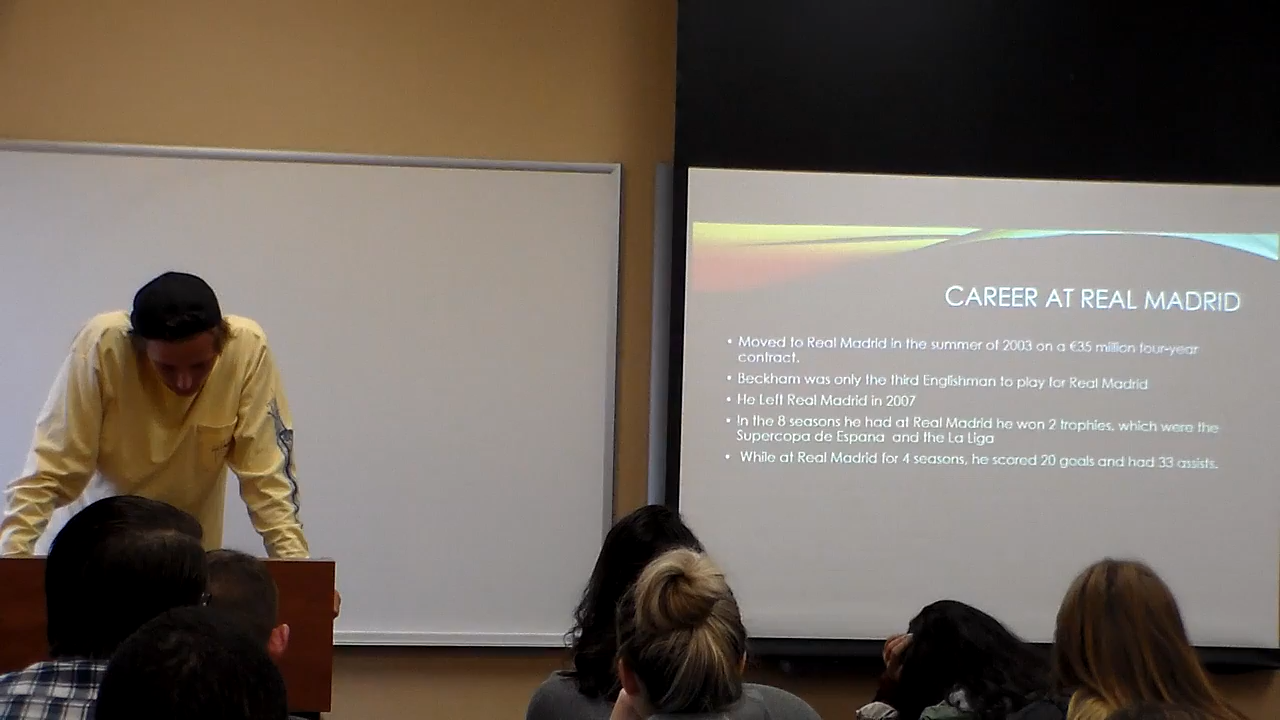 CAREER AT REAL MADRID
• Moved to Real Madrid in the summer of 2003 on a €35 million four-year
contract.
• Beckham was only the third Englishman to play for Real Madrid
• He Left Real Madrid in 2007
• In the 8 seasons he had at Real Madrid he won 2 trophies, which were the
Supercopa de Espana and the La Liga
• While at Real Madrid for 4 seasons, he scored 20 goals and had 33 assists.